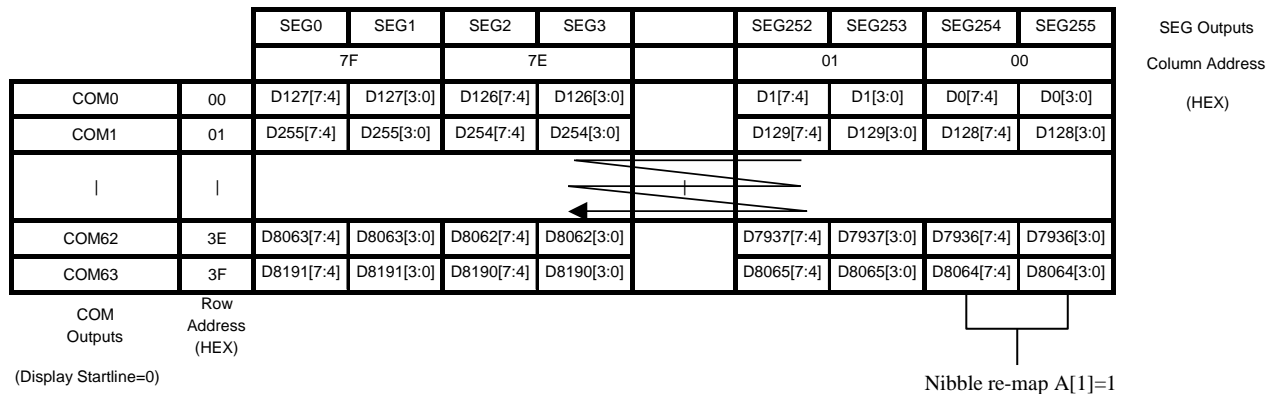 SEG0 SEG1 SEG2 SEG3 SEG252 SEG253 SEG254 SEG255 SEG Outputs
7F 7E 01 00 Column Address
COM0 00 D127[7:4] D127[3:0] D126[7:4] D126[3:0] D1[7:4] D1[3:0] D0[7:4] D0[3:0] (HEX)
COM1 01 D255[7:4] D255[3:0] D254[7:4] D254[3:0] D129[7:4] D129[3:0] D128[7:4] D128[3:0]
| | |
COM62 3E D8063[7:4] D8063[3:0] D8062[7:4] D8062[3:0] D7937[7:4] D7937[3:0] D7936[7:4] D7936[3:0]
COM63 3F D8191[7:4] D8191[3:0] D8190[7:4] D8190[3:0] D8065[7:4] D8065[3:0] D8064[7:4] D8064[3:0]
COM
Outputs
Row
Address
(HEX)
(Display Startline=0)
Nibble re-map A[1]=1